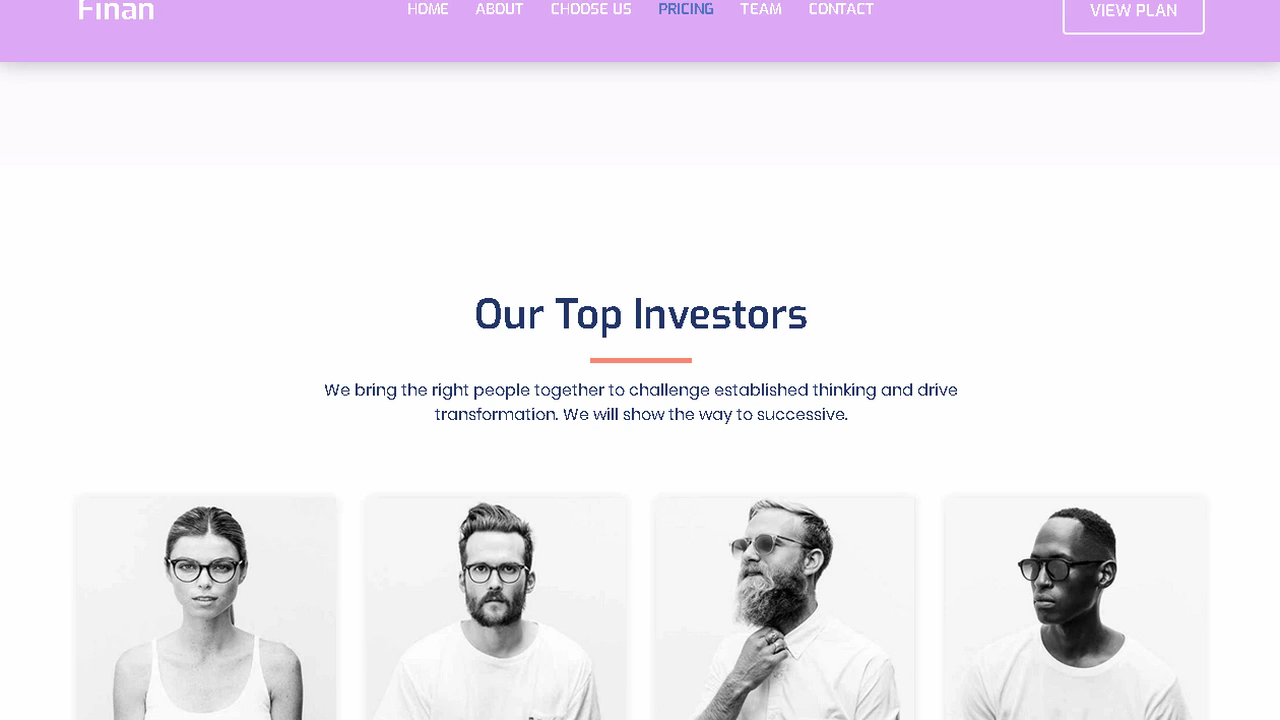 Finan
HOME ABOUT CHOOSE US PRICING TEAM CONTACT
VIEW PLAN
Our Top Investors
We bring the right people together to challenge established thinking and drive
transformation. We will show the way to successive.